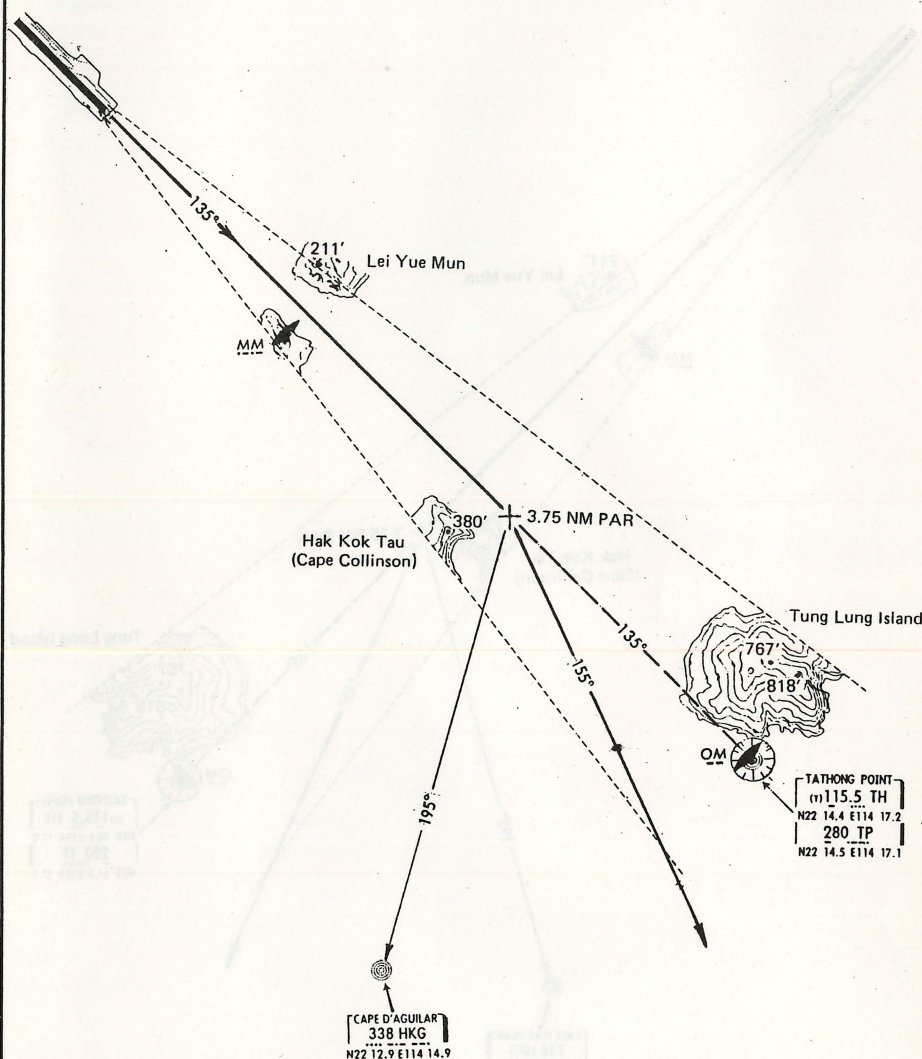 135°
211'
Lei Yue Mun
MM
380'
3.75 NM PAR
Hak Kok Tau
(Cape Collinson)
Tung Lung Island
767'
818'
135°
155°
195°
OM
TATHONG POINT
(T) 115.5 TH
N22 14.4 E114 17.2
280 TP
N22 14.5 E114 17.1
CAPE D'AGUILAR
338 HKG
N22 12.9 E114 14.9